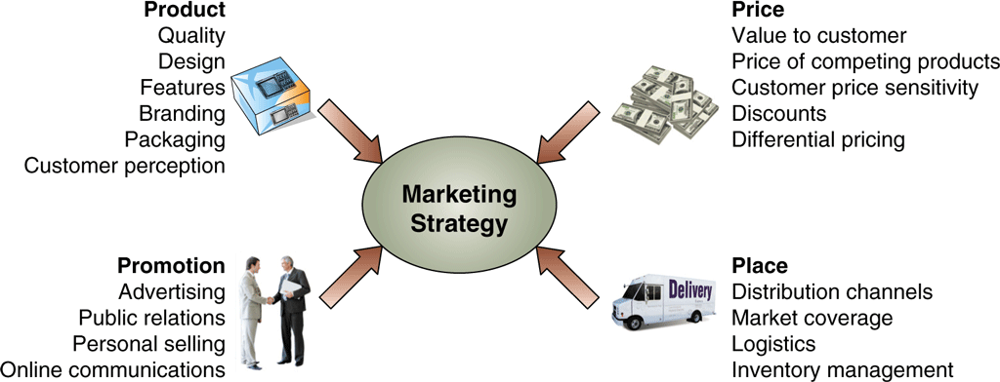 Product
Quality
Design
Features
Branding
Packaging
Customer perception
Price
Value to customer
Price of competing products
Customer price sensitivity
Discounts
Differential pricing
Marketing
Strategy
Promotion
Advertising
Public relations
Personal selling
Online communications
Delivery
Place
Distribution channels
Market coverage
Logistics
Inventory management